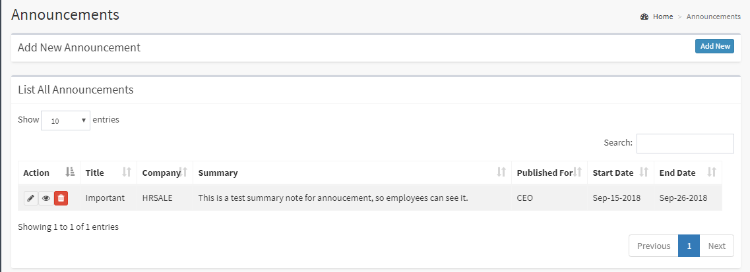 Announcements
Home > Announcements
Add New Announcement
Add New
List All Announcements
Show 10 entries
Search:
Action Title Company Summary Published For Start Date End Date
Important HRSALE This is a test summary note for annoucement, so employees can see it. CEO Sep-15-2018 Sep-26-2018
Showing 1 to 1 of 1 entries
Previous 1 Next